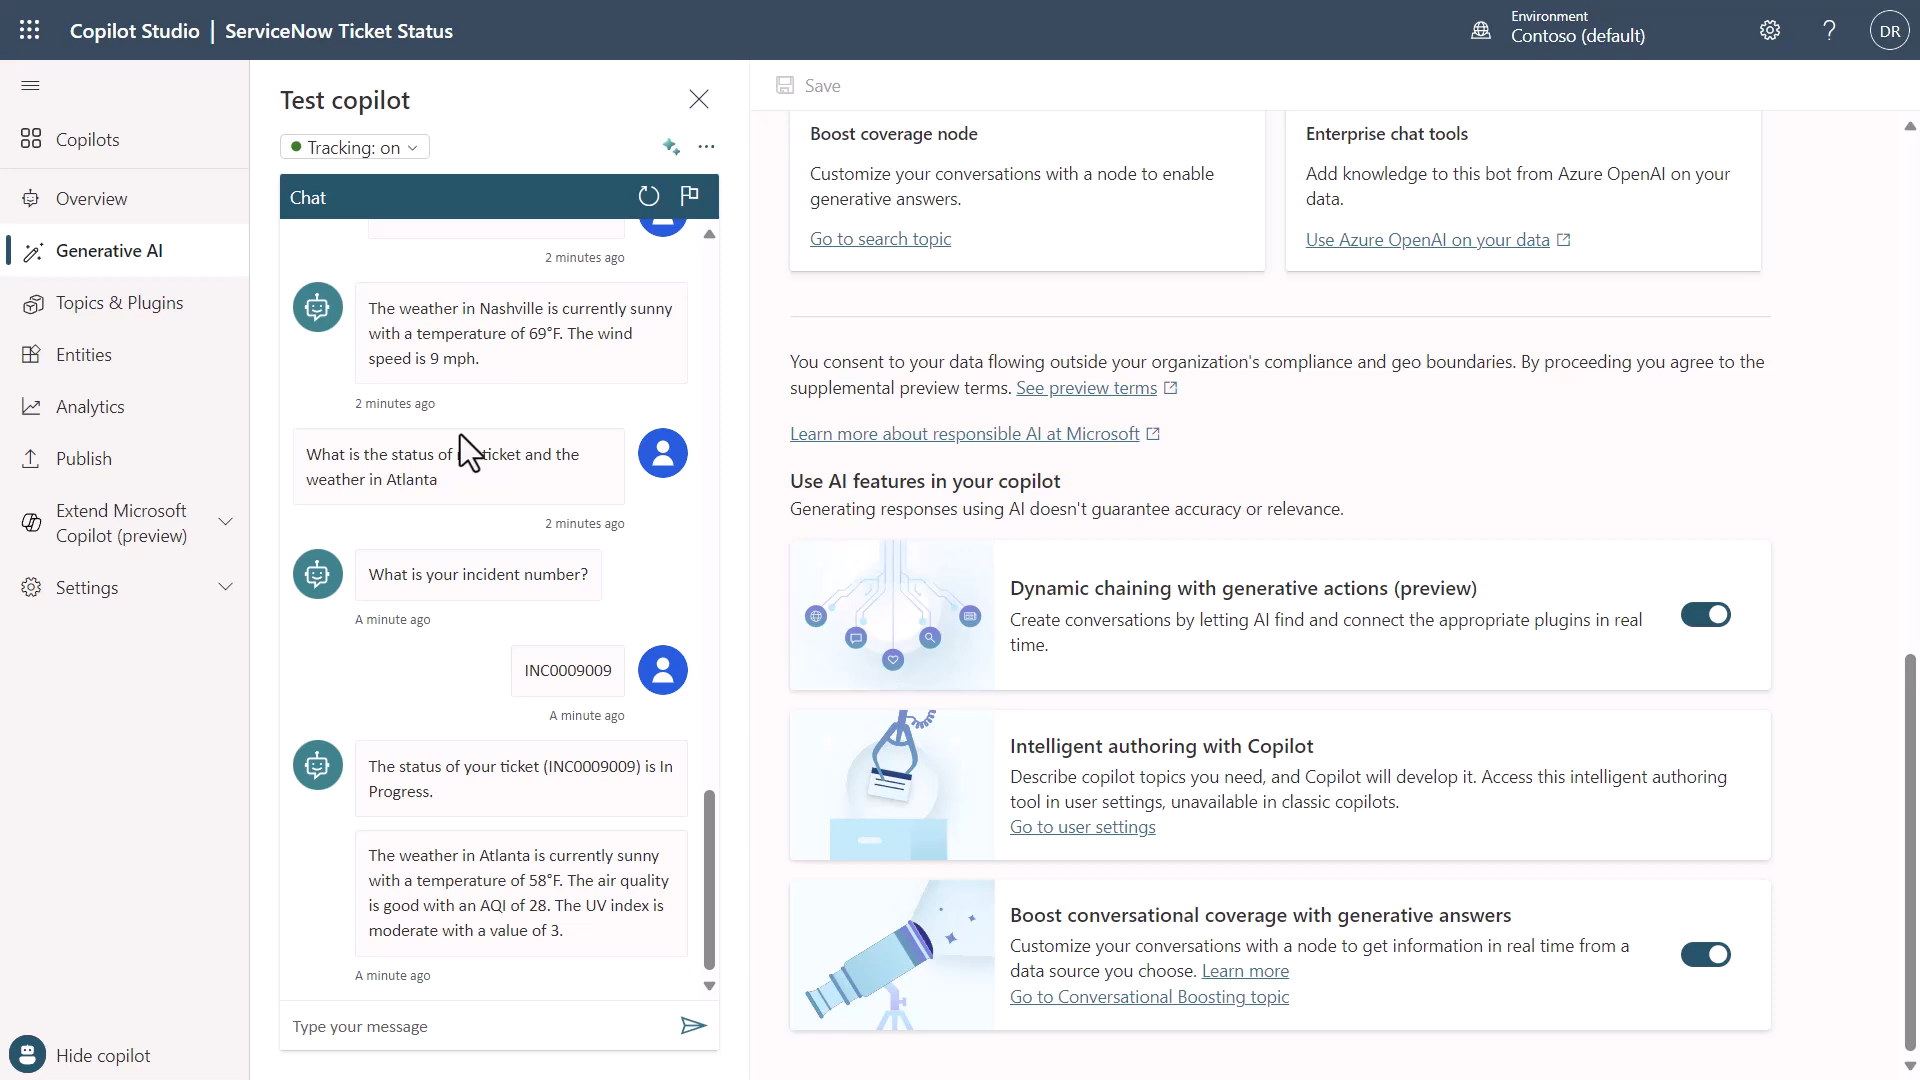 Copilot Studio | ServiceNow Ticket Status
Environment
Contoso (default)
?
DR
Copilots
Overview
Generative AI
Topics & Plugins
Entities
Analytics
Publish
Extend Microsoft
Copilot (preview)
Settings
Hide copilot
Test copilot
Tracking: on
Chat
2 minutes ago
The weather in Nashville is currently sunny
with a temperature of 69°F. The wind
speed is 9 mph.
2 minutes ago
What is the status of ticket and the
weather in Atlanta
2 minutes ago
What is your incident number?
A minute ago
INC0009009
A minute ago
The status of your ticket (INC0009009) is In
Progress.
The weather in Atlanta is currently sunny
with a temperature of 58°F. The air quality
is good with an AQI of 28. The UV index is
moderate with a value of 3.
A minute ago
Type your message
Save
Boost coverage node
Customize your conversations with a node to enable
generative answers.
Go to search topic
Enterprise chat tools
Add knowledge to this bot from Azure OpenAI on your
data.
Use Azure OpenAI on your data
You consent to your data flowing outside your organization's compliance and geo boundaries. By proceeding you agree to the
supplemental preview terms. See preview terms
Learn more about responsible AI at Microsoft
Use AI features in your copilot
Generating responses using AI doesn't guarantee accuracy or relevance.
Dynamic chaining with generative actions (preview)
Create conversations by letting AI find and connect the appropriate plugins in real
time.
Intelligent authoring with Copilot
Describe copilot topics you need, and Copilot will develop it. Access this intelligent authoring
tool in user settings, unavailable in classic copilots.
Go to user settings
Boost conversational coverage with generative answers
Customize your conversations with a node to get information in real time from a
data source you choose. Learn more
Go to Conversational Boosting topic